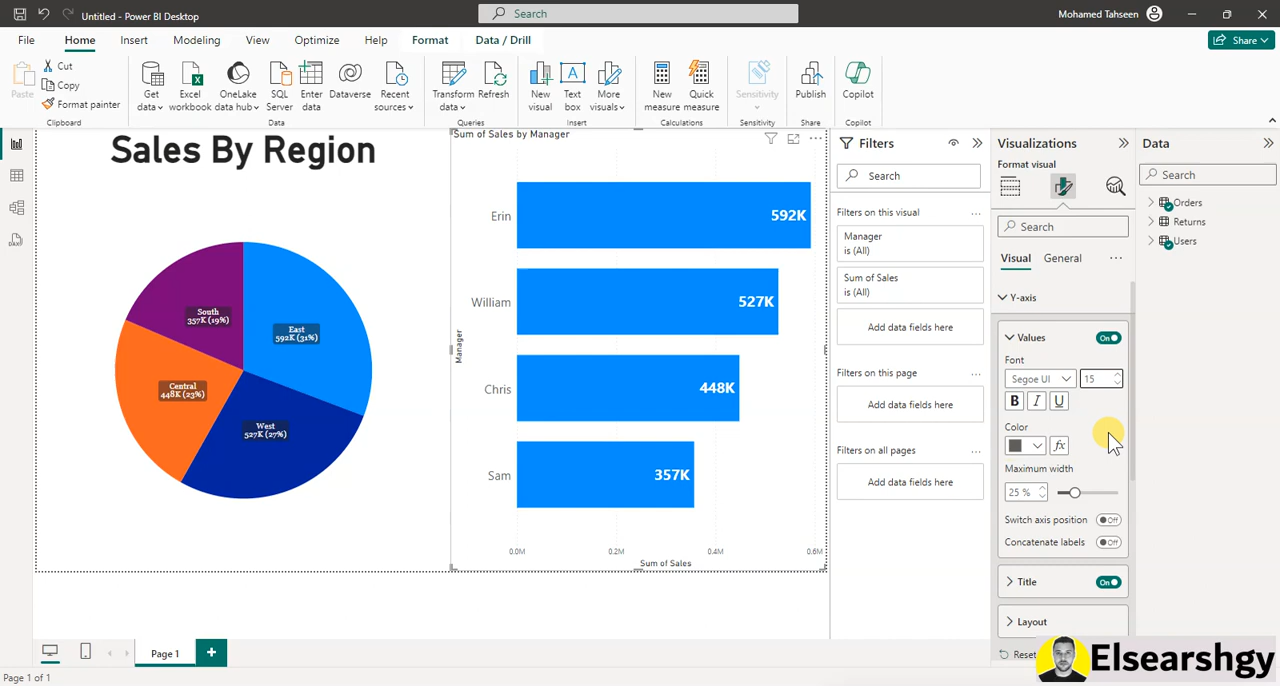 Untitled - Power BI Desktop
Search
Mohamed Tahseen
File Home Insert Modeling View Optimize Help Format Data / Drill
Share
Paste
Cut
Copy
Format painter
Get data
Excel workbook
OneLake data hub
SQL Server
Enter data
Dataverse
Recent sources
Transform data
Refresh
New visual
Text box
More visuals
New measure
Quick measure
Sensitivity
Publish
Copilot
Clipboard Data Queries Insert Calculations Sensitivity Share Copilot
Sales By Region
South
357K (19%)
East
592K (31%)
Central
448K (23%)
West
527K (27%)
Sum of Sales by Manager
Manager
Erin 592K
William 527K
Chris 448K
Sam 357K
0.0M 0.2M 0.4M 0.6M
Sum of Sales
Filters
Search
Filters on this visual
Manager
is (All)
Sum of Sales
is (All)
Add data fields here
Filters on this page
Add data fields here
Filters on all pages
Add data fields here
Visualizations
Format visual
Search
Visual General
Y-axis
Values On
Font
Segoe UI 15
B I U
Color
fx
Maximum width
25 %
Switch axis position Off
Concatenate labels Off
Title On
Layout
Reset
Data
Search
Orders
Returns
Users
Page 1
Page 1 of 1
Elsearshgy